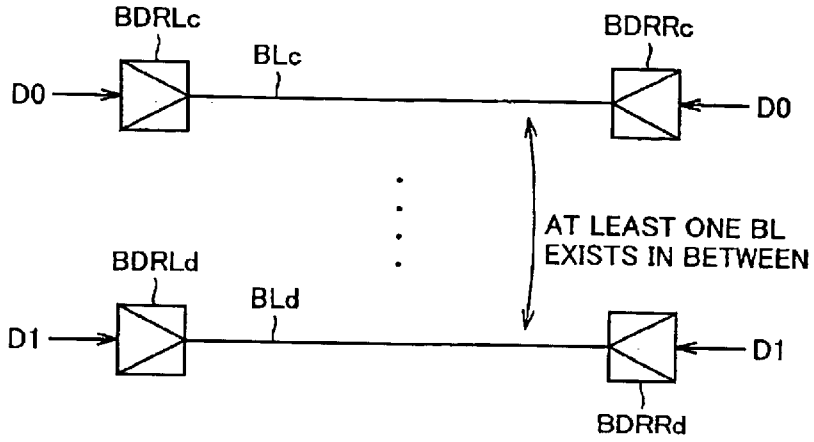 BDRLc
BDRRc
BLc
D0
D0
AT LEAST ONE BL
EXISTS IN BETWEEN
BDRLd
BLd
D1
D1
BDRRd